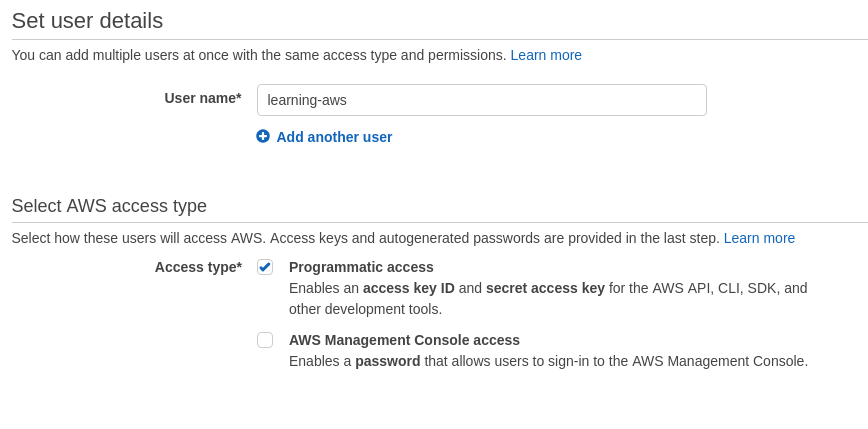 Set user details
You can add multiple users at once with the same access type and permissions. Learn more
User name* learning-aws
Add another user
Select AWS access type
Select how these users will access AWS. Access keys and autogenerated passwords are provided in the last step. Learn more
Access type* Programmatic access
Enables an access key ID and secret access key for the AWS API, CLI, SDK, and
other development tools.
AWS Management Console access
Enables a password that allows users to sign-in to the AWS Management Console.